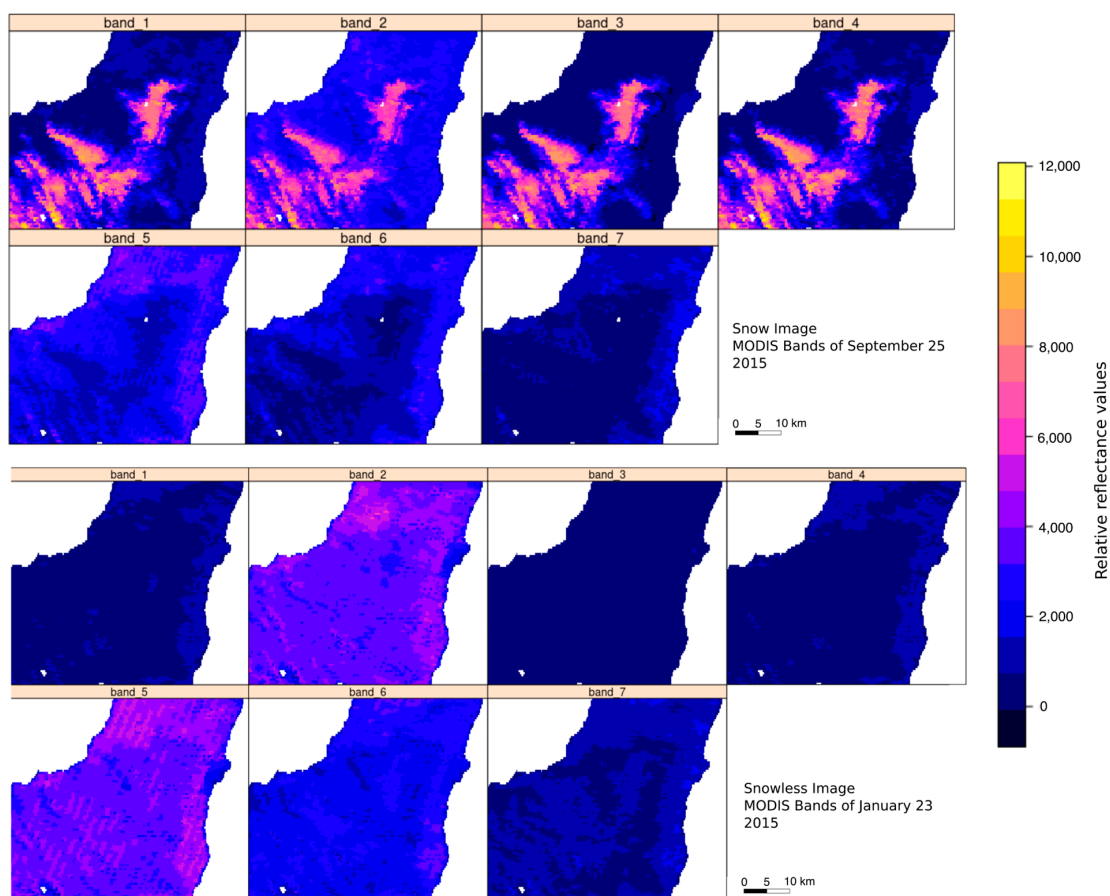 band_1
band_2
band_3
band_4
band_5
band_6
band_7
Snow Image
MODIS Bands of September 25
2015
0 5 10 km
band_1
band_2
band_3
band_4
band_5
band_6
band_7
Snowless Image
MODIS Bands of January 23
2015
0 5 10 km
12,000
10,000
8,000
6,000
4,000
2,000
0
Relative reflectance values